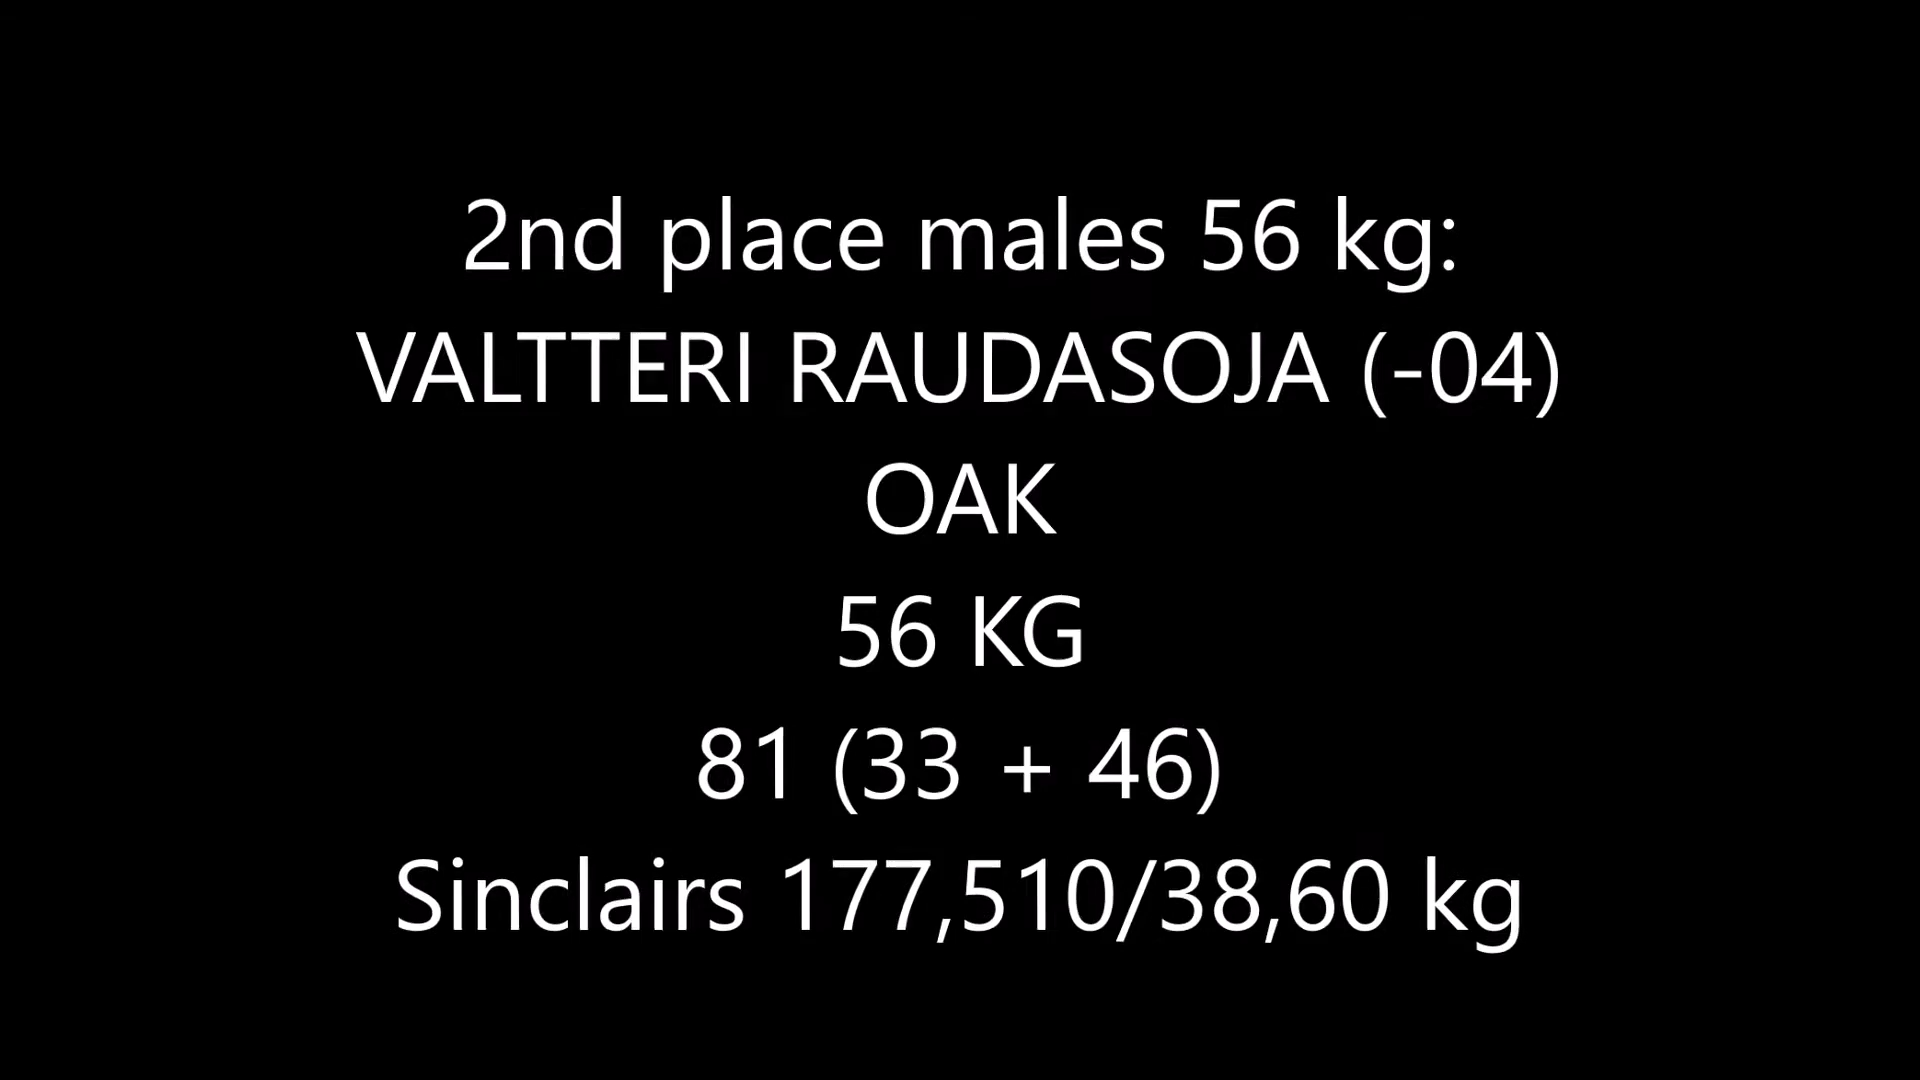 2nd place males 56 kg:
VALTTERI RAUDASOJA (-04)
OAK
56 KG
81 (33 + 46)
Sinclairs 177,510/38,60 kg